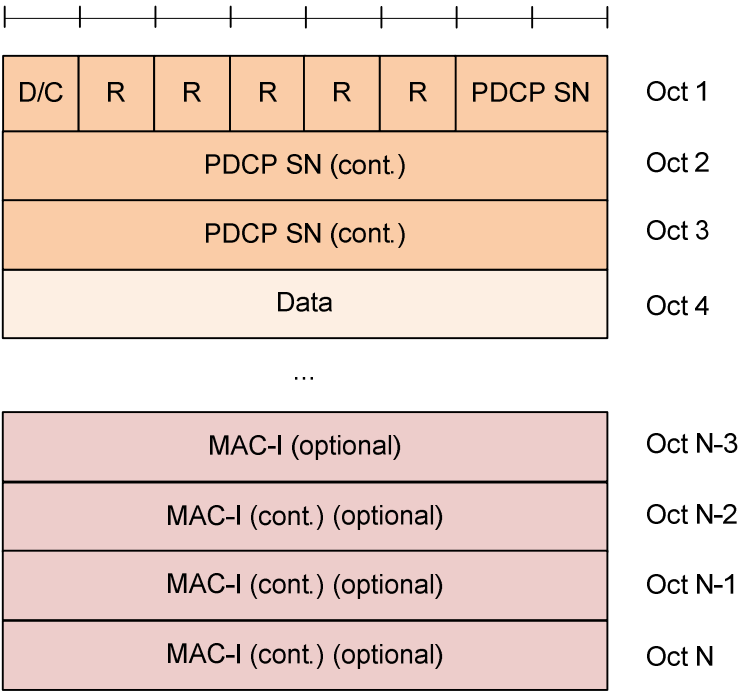 D/C R R R R R PDCP SN Oct 1
PDCP SN (cont.) Oct 2
PDCP SN (cont.) Oct 3
Data Oct 4
...
MAC-I (optional) Oct N-3
MAC-I (cont.) (optional) Oct N-2
MAC-I (cont.) (optional) Oct N-1
MAC-I (cont.) (optional) Oct N